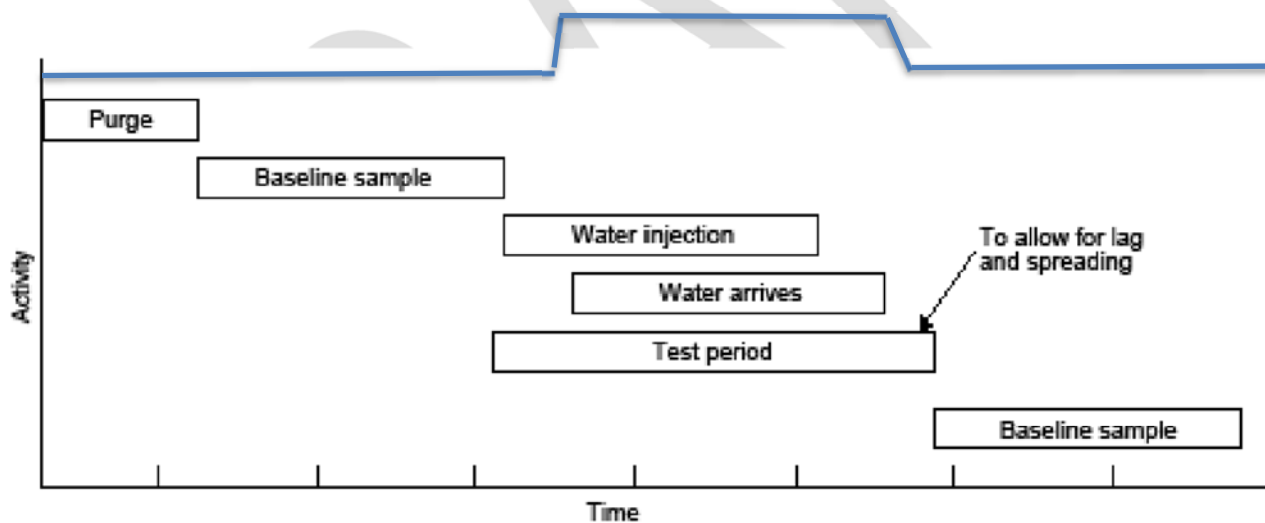 Purge
Baseline sample
Water injection
To allow for lag
and spreading
Water arrives
Test period
Baseline sample
Activity
Time